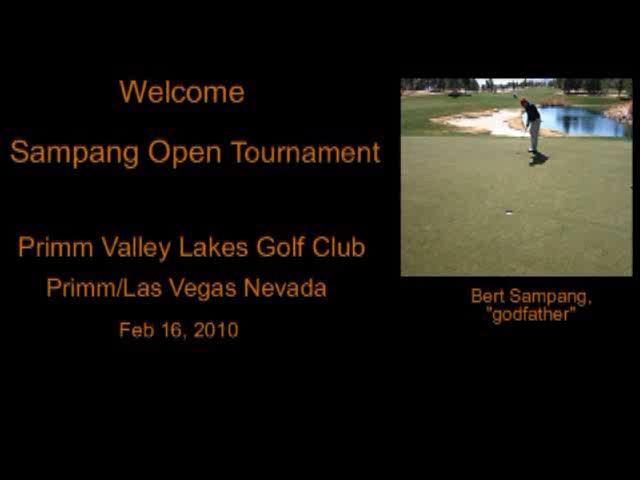 Welcome
Sampang Open Tournament
Primm Valley Lakes Golf Club
Primm/Las Vegas Nevada
Feb 16, 2010
Bert Sampang,
"godfather"